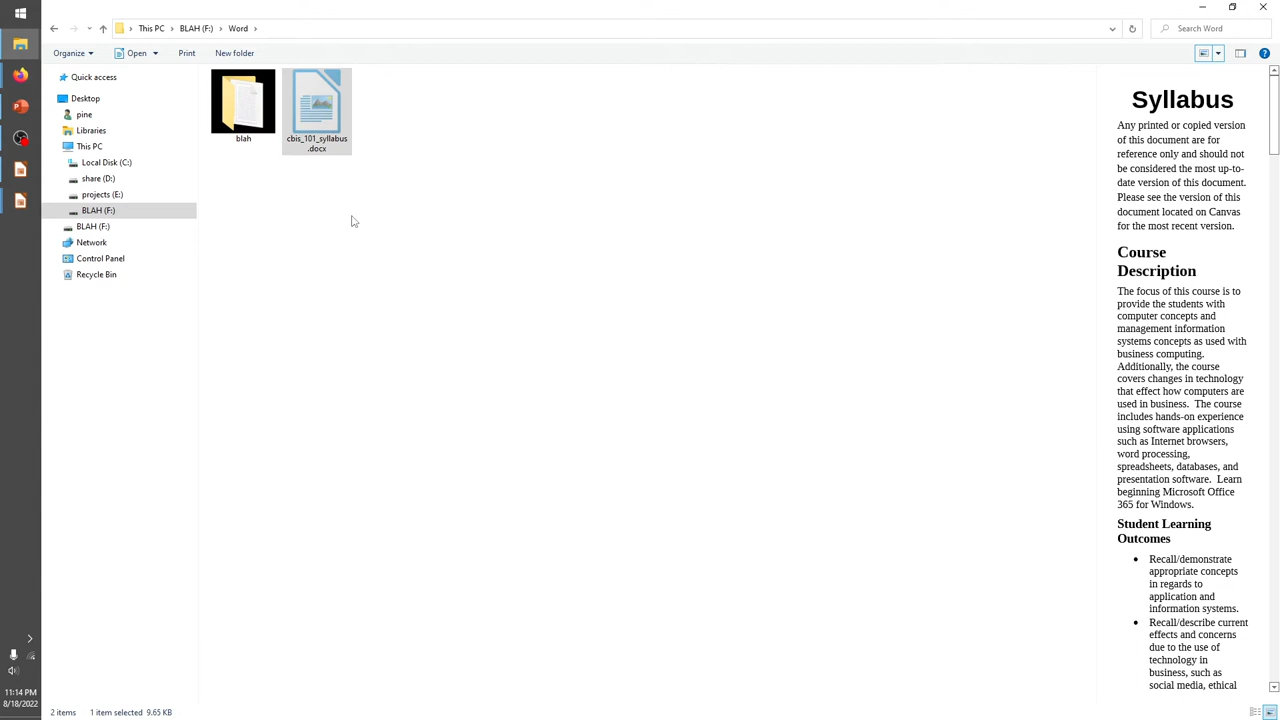 This PC BLAH (F:) Word
Search Word
Organize Open Print New folder
Quick access
Desktop
pine
Libraries
This PC
Local Disk (C:)
share (D:)
projects (E:)
BLAH (F:)
BLAH (F:)
Network
Control Panel
Recycle Bin
blah
cbis_101_syllabus
.docx
Syllabus
Any printed or copied version
of this document are for
reference only and should not
be considered the most up-to-
date version of this document.
Please see the version of this
document located on Canvas
for the most recent version.
Course
Description
The focus of this course is to
provide the students with
computer concepts and
management information
systems concepts as used with
business computing.
Additionally, the course
covers changes in technology
that effect how computers are
used in business. The course
includes hands-on experience
using software applications
such as Internet browsers,
word processing,
spreadsheets, databases, and
presentation software. Learn
beginning Microsoft Office
365 for Windows.
Student Learning
Outcomes
• Recall/demonstrate
appropriate concepts
in regards to
application and
information systems.
• Recall/describe current
effects and concerns
due to the use of
technology in
business, such as
social media, ethical
11:14 PM
8/18/2022
2 items 1 item selected 9.65 KB